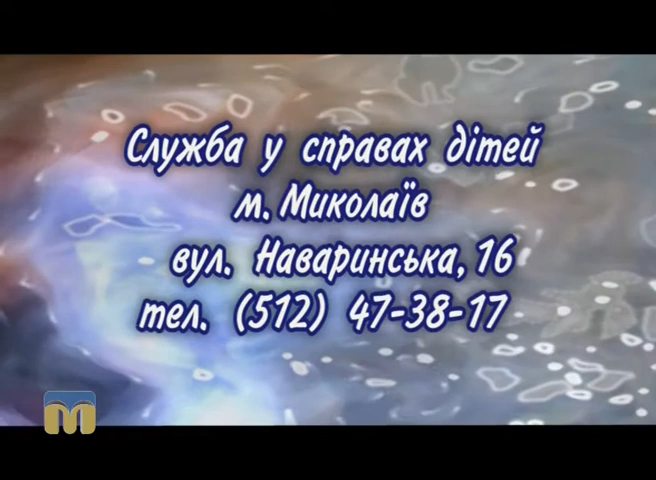 Служба у справах дітей
м. Миколаїв
вул. Наваринська, 16
тел. (512) 47-38-17
М